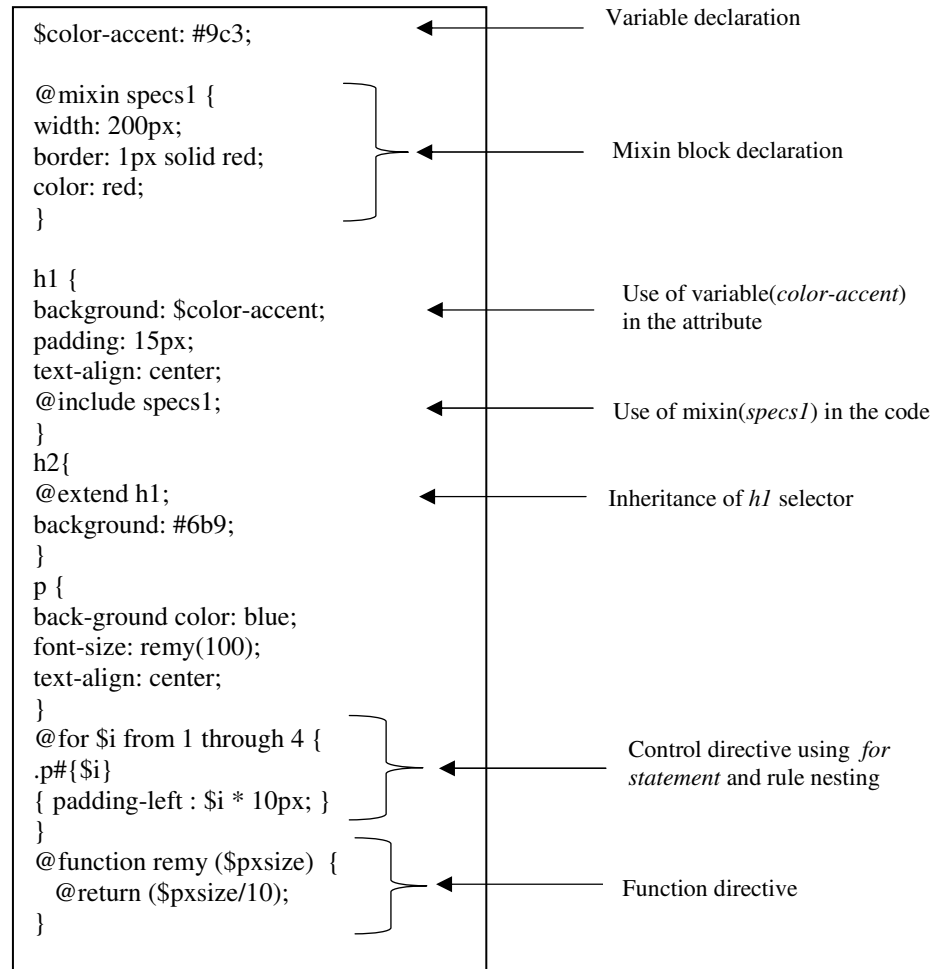 $color-accent: #9c3;
Variable declaration
@mixin specs1 {
width: 200px;
border: 1px solid red;
color: red;
}
Mixin block declaration
h1 {
background: $color-accent;
padding: 15px;
text-align: center;
@include specs1;
}
Use of variable(color-accent)
in the attribute
Use of mixin(specs1) in the code
h2{
@extend h1;
background: #6b9;
}
Inheritance of h1 selector
p {
back-ground color: blue;
font-size: remy(100);
text-align: center;
}
@for $i from 1 through 4 {
.p#{$i}
{ padding-left : $i * 10px; }
}
Control directive using for
statement and rule nesting
@function remy ($pxsize) {
@return ($pxsize/10);
}
Function directive